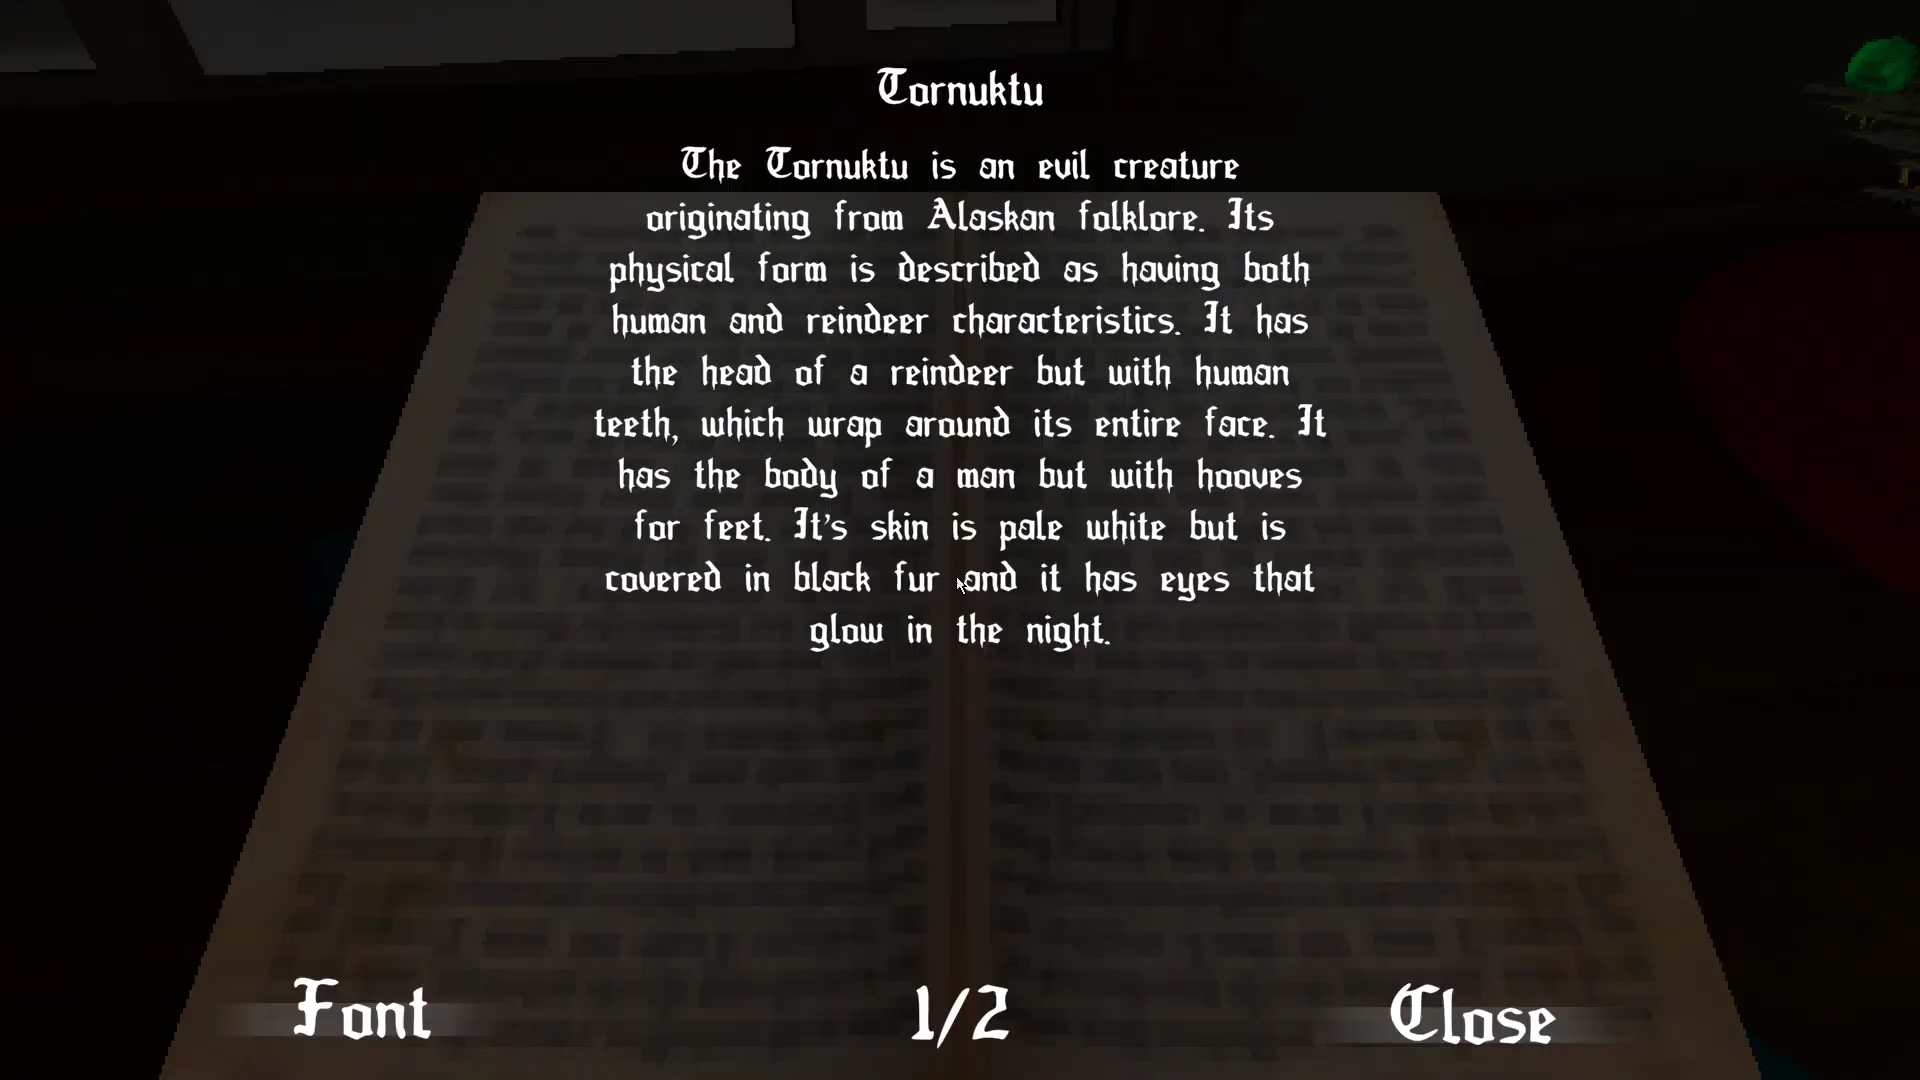 Tornuktu
The Tornuktu is an evil creature
originating from Alaskan folklore. Its
physical form is described as having both
human and reindeer characteristics. It has
the head of a reindeer but with human
teeth, which wrap around its entire face. It
has the body of a man but with hooves
for feet. It's skin is pale white but is
covered in black fur and it has eyes that
glow in the night.
Font
1/2
Close